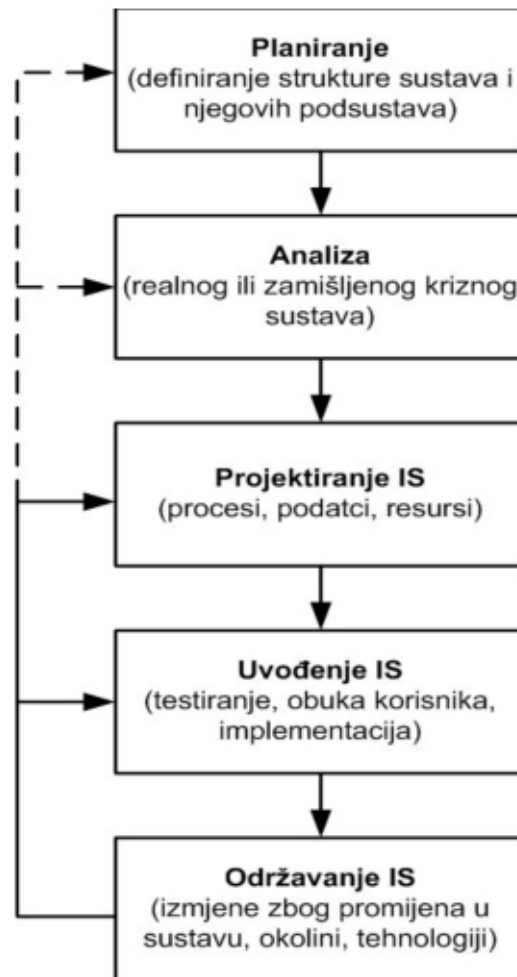 Planiranje
(definiranje strukture sustava i
njegovih podsustava)
Analiza
(realnog ili zamišljenog kriznog
sustava)
Projektiranje IS
(procesi, podatci, resursi)
Uvođenje IS
(testiranje, obuka korisnika,
implementacija)
Održavanje IS
(izmjene zbog promijena u
sustavu, okolini, tehnologiji)